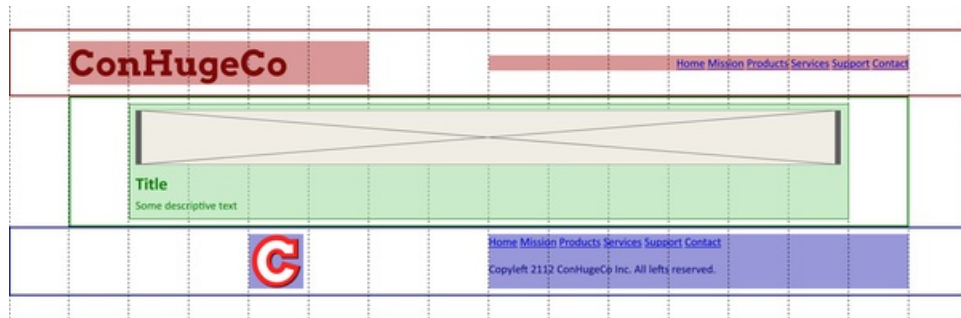 ConHugeCo
Home Mission Products Services Support Contact
Title
Some descriptive text
C
Home Mission Products Services Support Contact
Copyleft 2112 ConHugeCo Inc. All lefts reserved.